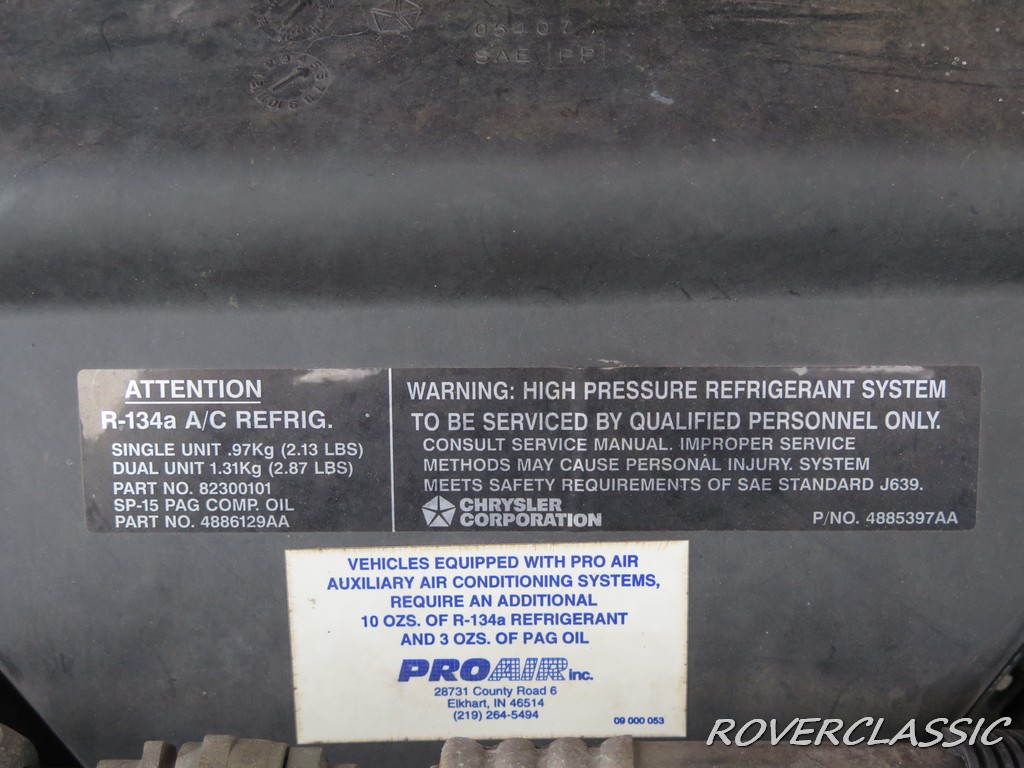 05007
SAE PP
ATTENTION
R-134a A/C REFRIG.
SINGLE UNIT .97Kg (2.13 LBS)
DUAL UNIT 1.31Kg (2.87 LBS)
PART NO. 82300101
SP-15 PAG COMP. OIL
PART NO. 4886129AA
WARNING: HIGH PRESSURE REFRIGERANT SYSTEM
TO BE SERVICED BY QUALIFIED PERSONNEL ONLY.
CONSULT SERVICE MANUAL. IMPROPER SERVICE
METHODS MAY CAUSE PERSONAL INJURY. SYSTEM
MEETS SAFETY REQUIREMENTS OF SAE STANDARD J639.
CHRYSLER
CORPORATION
P/NO. 4885397AA
VEHICLES EQUIPPED WITH PRO AIR
AUXILIARY AIR CONDITIONING SYSTEMS,
REQUIRE AN ADDITIONAL
10 OZS. OF R-134a REFRIGERANT
AND 3 OZS. OF PAG OIL
PROAIR inc.
28731 County Road 6
Elkhart, IN 46514
(219) 264-5494
09 000 053
ROVERCLASSIC